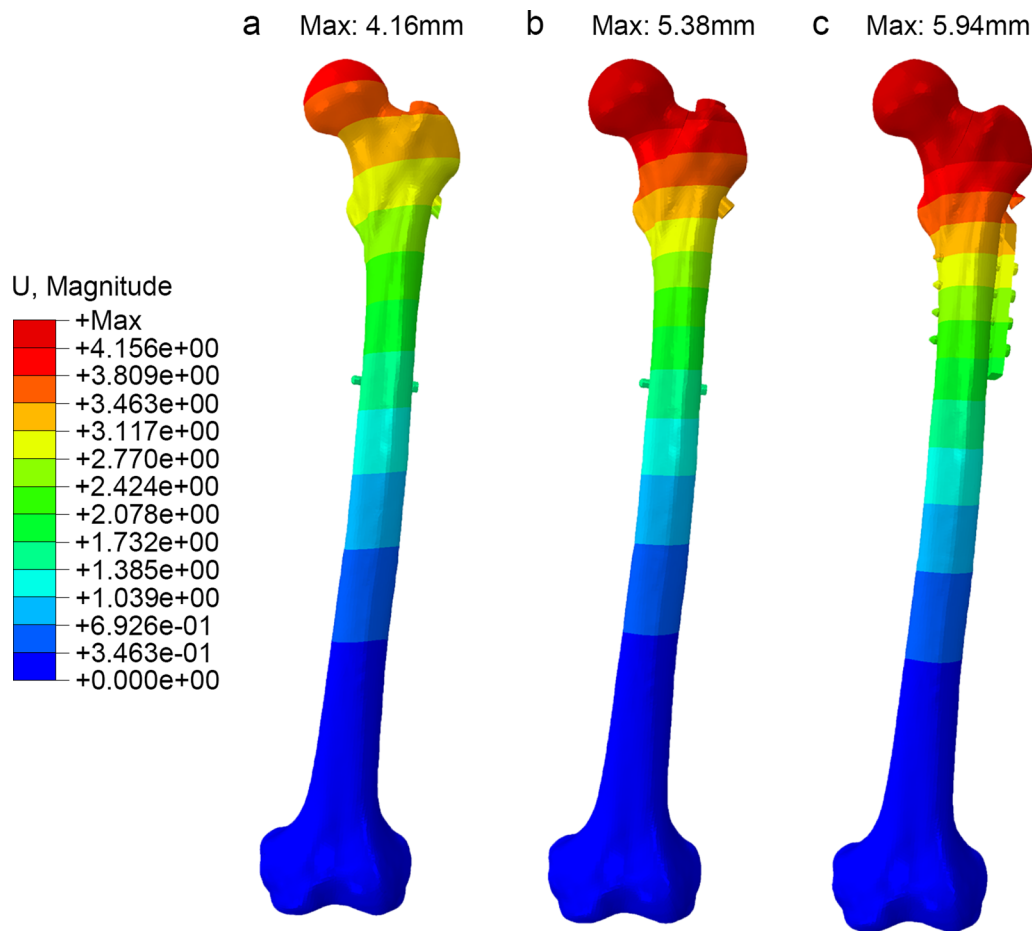 a Max: 4.16mm b Max: 5.38mm c Max: 5.94mm
U, Magnitude
+Max
+4.156e+00
+3.809e+00
+3.463e+00
+3.117e+00
+2.770e+00
+2.424e+00
+2.078e+00
+1.732e+00
+1.385e+00
+1.039e+00
+6.926e-01
+3.463e-01
+0.000e+00